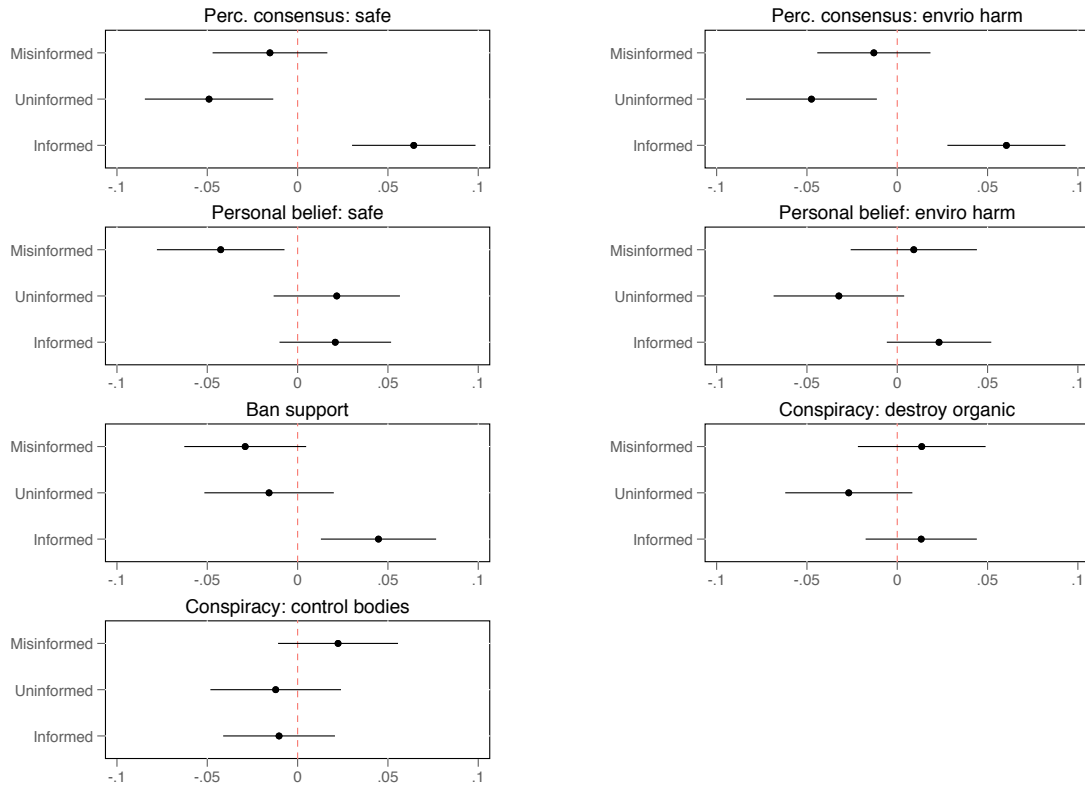 Perc. consensus: safe
Misinformed
Uninformed
Informed
-.1 -.05 0 .05 .1
Perc. consensus: envrio harm
Misinformed
Uninformed
Informed
-.1 -.05 0 .05 .1
Personal belief: safe
Misinformed
Uninformed
Informed
-.1 -.05 0 .05 .1
Personal belief: enviro harm
Misinformed
Uninformed
Informed
-.1 -.05 0 .05 .1
Ban support
Misinformed
Uninformed
Informed
-.1 -.05 0 .05 .1
Conspiracy: destroy organic
Misinformed
Uninformed
Informed
-.1 -.05 0 .05 .1
Conspiracy: control bodies
Misinformed
Uninformed
Informed
-.1 -.05 0 .05 .1